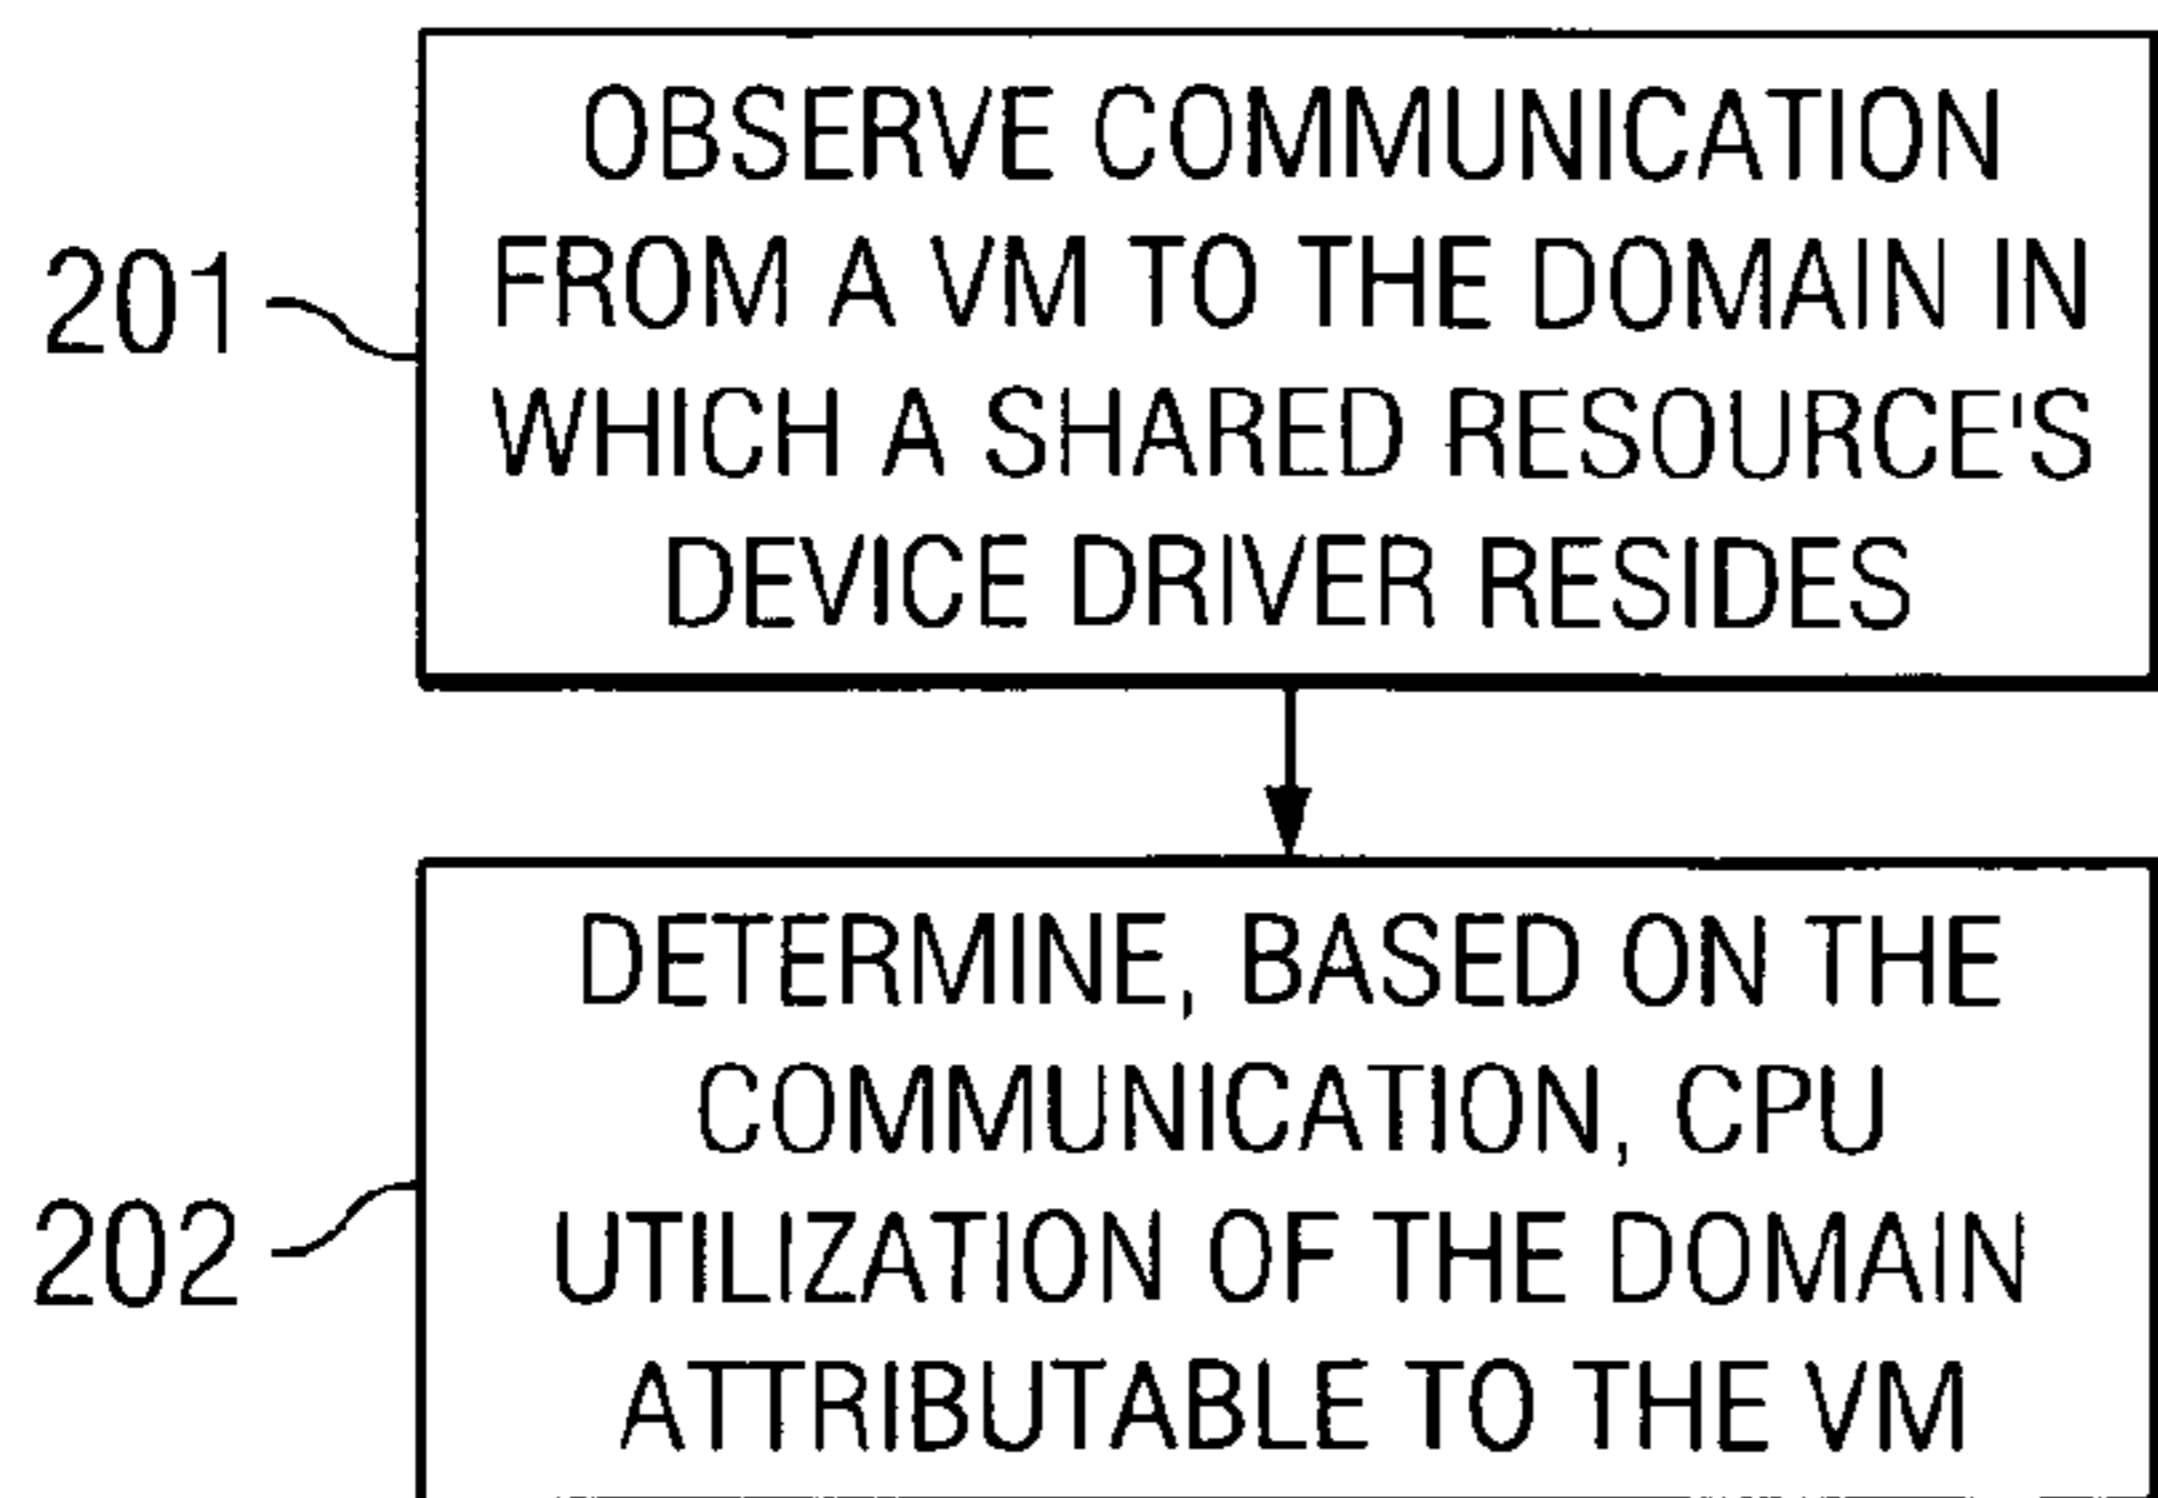 OBSERVE COMMUNICATION
FROM A VM TO THE DOMAIN IN
201
WHICH A SHARED RESOURCE'S
DEVICE DRIVER RESIDES
DETERMINE, BASED ON THE
COMMUNICATION, CPU
202
UTILIZATION OF THE DOMAIN
ATTRIBUTABLE TO THE VM